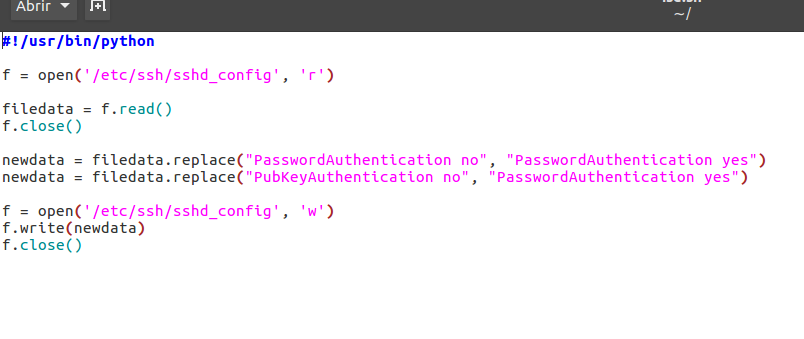 Abrir
~/
#!/usr/bin/python
f = open('/etc/ssh/sshd_config', 'r')
filedata = f.read()
f.close()
newdata = filedata.replace("PasswordAuthentication no", "PasswordAuthentication yes")
newdata = filedata.replace("PubKeyAuthentication no", "PasswordAuthentication yes")
f = open('/etc/ssh/sshd_config', 'w')
f.write(newdata)
f.close()